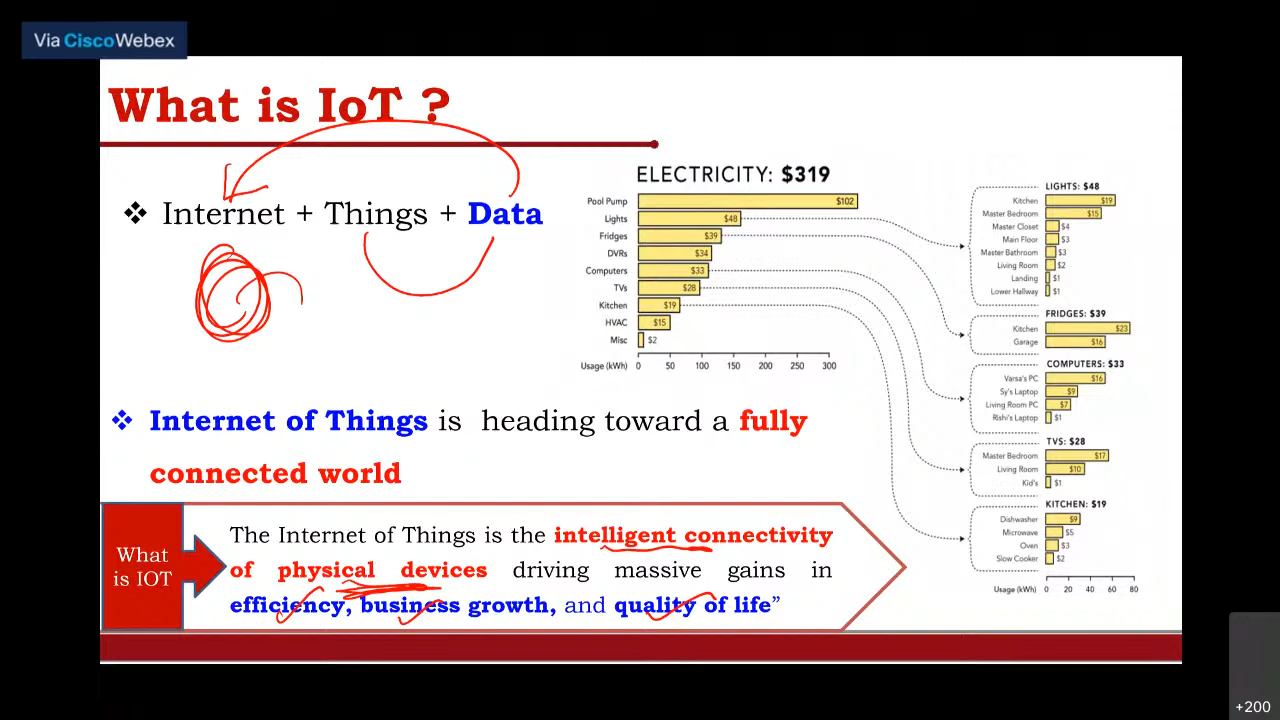 Via CiscoWebex
What is IoT ?
❖ Internet + Things + Data
ELECTRICITY: $319
Pool Pump $102
Lights $48
Fridges $39
DVRs $34
Computers $33
TVs $28
Kitchen $19
HVAC $15
Misc $2
Usage (kWh) 0 50 100 150 200 250 300
LIGHTS: $48
Kitchen $19
Master Bedroom $15
Master Closet $4
Main Floor $3
Master Bathroom $3
Living Room $2
Landing $1
Lower Hallway $1
FRIDGES: $39
Kitchen $23
Garage $16
COMPUTERS: $33
Varsa's PC $16
Sy's Laptop $9
Living Room PC $7
Rishi's Laptop $1
TVS: $28
Master Bedroom $17
Living Room $10
Kid's $1
KITCHEN: $19
Dishwasher $9
Microwave $5
Oven $3
Slow Cooker $2
Usage (kWh) 0 20 40 60 80
❖ Internet of Things is heading toward a fully
connected world
What
is IOT
The Internet of Things is the intelligent connectivity
of physical devices driving massive gains in
efficiency, business growth, and quality of life”
+200